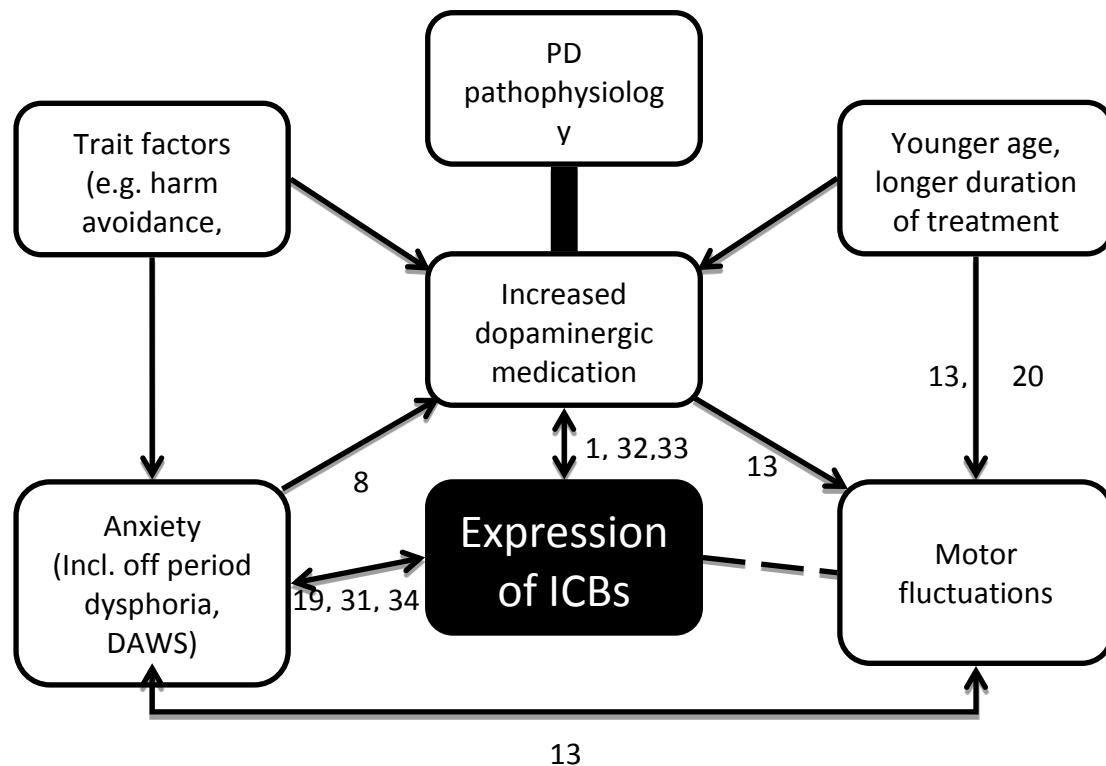 PD
pathophysiolog
y
Trait factors
(e.g. harm
avoidance,
Younger age,
longer duration
of treatment
Increased
dopaminergic
medication
13, 20
1, 32,33
13
8
Anxiety
(Incl. off period
dysphoria,
DAWS)
19, 31, 34
Expression
of ICBs
Motor
fluctuations
13